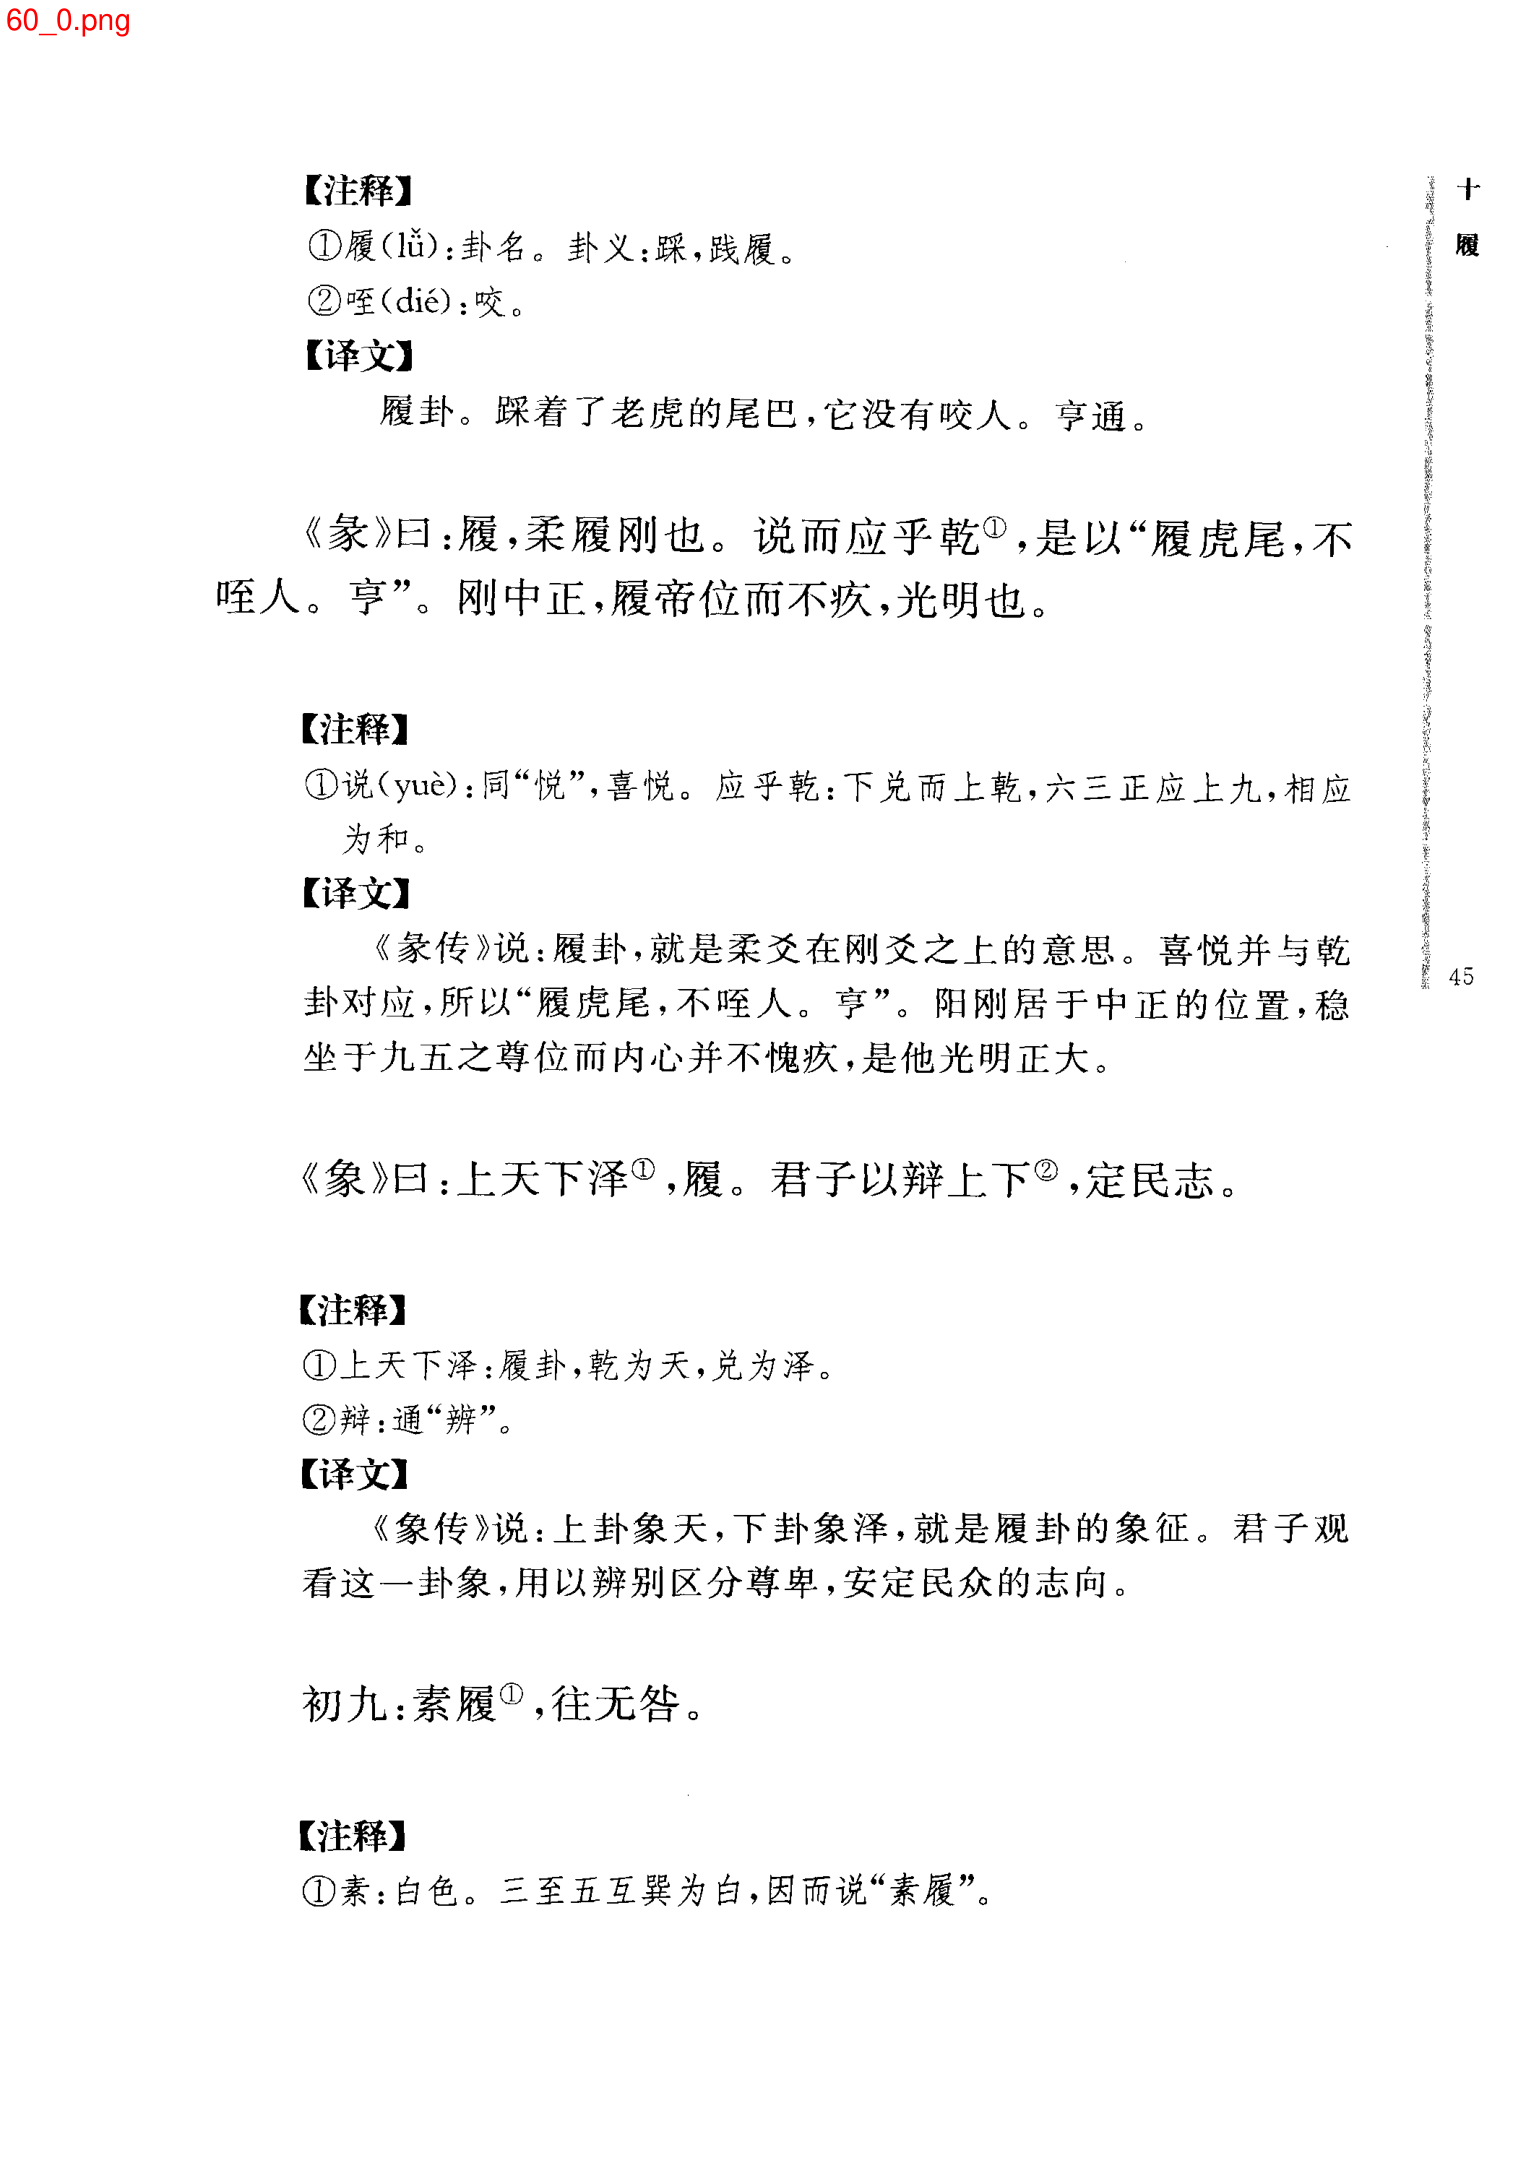 60_0.png
【注释】
①履(lǚ):卦名。卦义:踩,践履。
②咥(dié):咬。
【译文】
履卦。踩着了老虎的尾巴,它没有咬人。亨通。
《彖》曰:履,柔履刚也。说而应乎乾①,是以“履虎尾,不
咥人。亨”。刚中正,履帝位而不疚,光明也。
【注释】
①说(yuè):同“悦”,喜悦。应乎乾:下兑而上乾,六三正应上九,相应
为和。
【译文】
《彖传》说:履卦,就是柔爻在刚爻之上的意思。喜悦并与乾
卦对应,所以“履虎尾,不咥人。亨”。阳刚居于中正的位置,稳
坐于九五之尊位而内心并不愧疚,是他光明正大。
《象》曰:上天下泽①,履。君子以辩上下②,定民志。
【注释】
①上天下泽:履卦,乾为天,兑为泽。
②辩:通“辨”。
【译文】
《象传》说:上卦象天,下卦象泽,就是履卦的象征。君子观
看这一卦象,用以辨别区分尊卑,安定民众的志向。
初九:素履①,往无咎。
【注释】
①素:白色。三至五互巽为白,因而说“素履”。
十
履
45